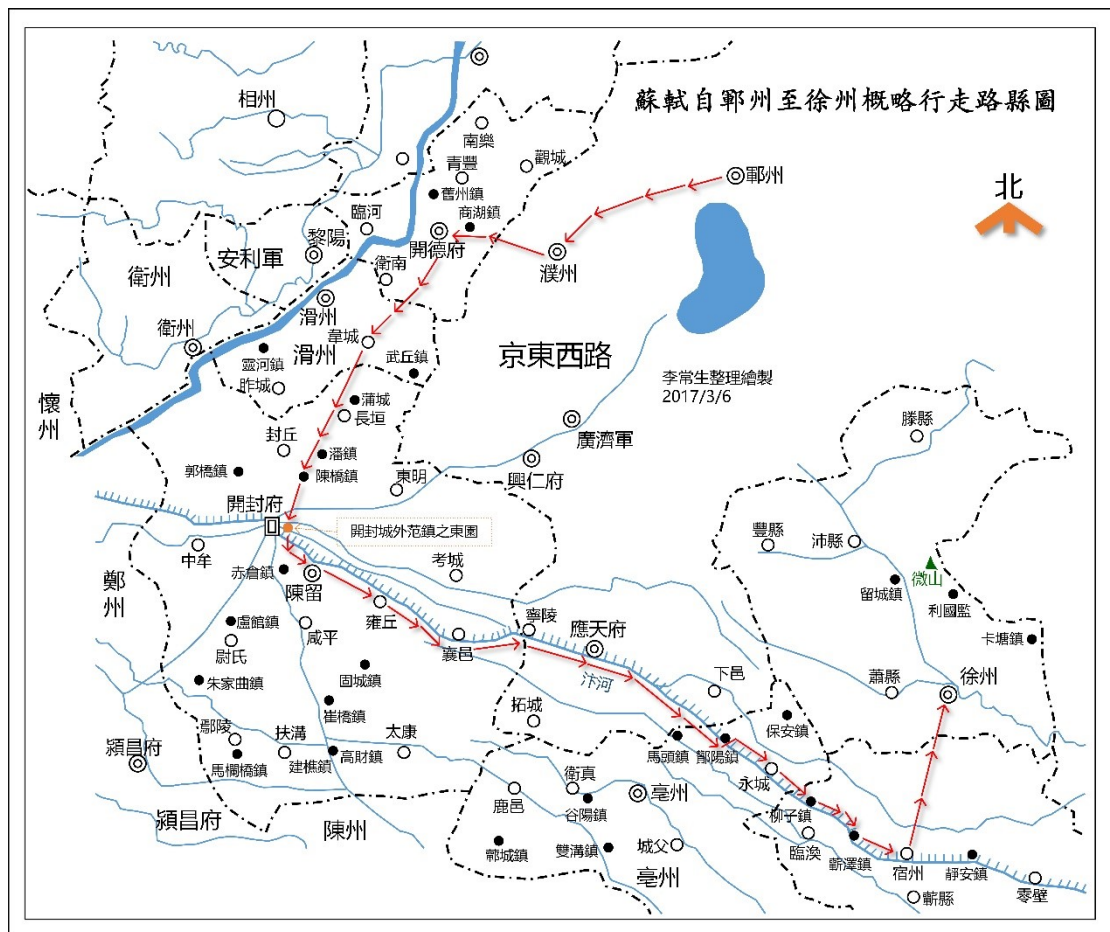 蘇軾自鄆州至徐州概略行走路縣圖
相州
南樂
觀城
青豐
舊州鎮
商湖鎮
鄆州
北
臨河
開德府
黎陽
安利軍
衛南
濮州
衛州
滑州
衛州
韋城
滑州
靈河鎮
武丘鎮
京東西路
李常生整理繪製
2017/3/6
胙城
懷州
蒲城
長垣
廣濟軍
滕縣
封丘
潘鎮
郭橋鎮
陳橋鎮
東明
興仁府
開封府
開封城外范鎮之東園
豐縣
沛縣
中牟
考城
微山
鄭州
赤倉鎮
陳留
留城鎮
利國監
雍丘
盧館鎮
咸平
寧陵
應天府
卡塘鎮
尉氏
襄邑
固城鎮
朱家曲鎮
汴河
下邑
蕭縣
徐州
崔橋鎮
拓城
保安鎮
鄢陵
扶溝
太康
潁昌府
馬欄橋鎮
建樵鎮
高財鎮
馬頭鎮
酇陽鎮
永城
衛真
亳州
鹿邑
谷陽鎮
柳子鎮
潁昌府
陳州
鄲城鎮
雙溝鎮
城父
臨渙
蘄澤鎮
宿州
靜安鎮
亳州
蘄縣
零壁